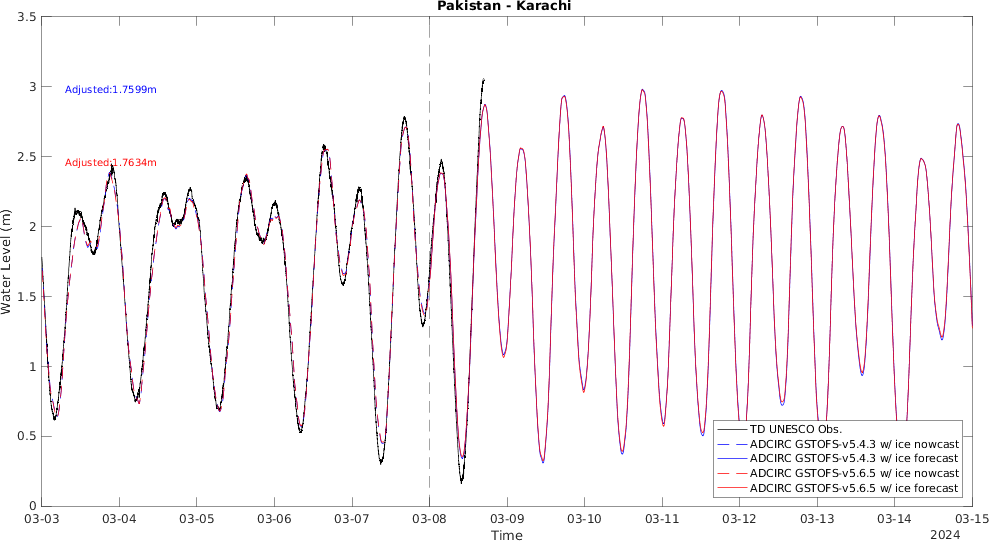 Pakistan - Karachi
3.5
3
2.5
2
1.5
1
0.5
0
Water Level (m)
Adjusted:1.7599m
Adjusted:1.7634m
TD UNESCO Obs.
ADCIRC GSTOFS-v5.4.3 w/ ice nowcast
ADCIRC GSTOFS-v5.4.3 w/ ice forecast
ADCIRC GSTOFS-v5.6.5 w/ ice nowcast
ADCIRC GSTOFS-v5.6.5 w/ ice forecast
03-03 03-04 03-05 03-06 03-07 03-08 03-09 03-10 03-11 03-12 03-13 03-14 03-15
Time
2024